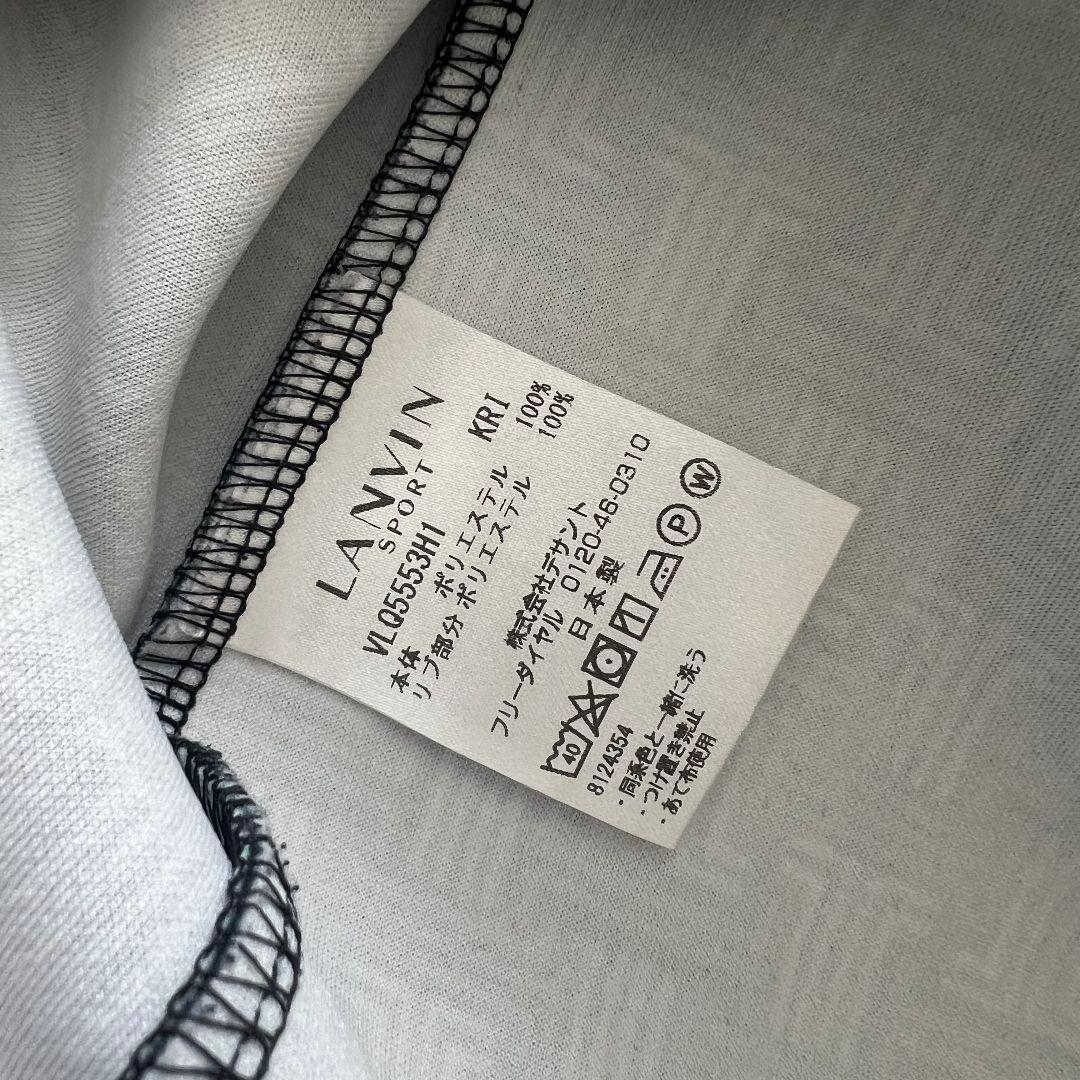 LANVIN
SPORT
VLQ5553H1 KRI
本体 ポリエステル 100%
リブ部分 ポリエステル 100%
株式会社デサント
フリーダイヤル 0120-46-0310
日本製
40 P W
8124354
・同系色と一緒に洗う
・つけ置き禁止
・あて布使用